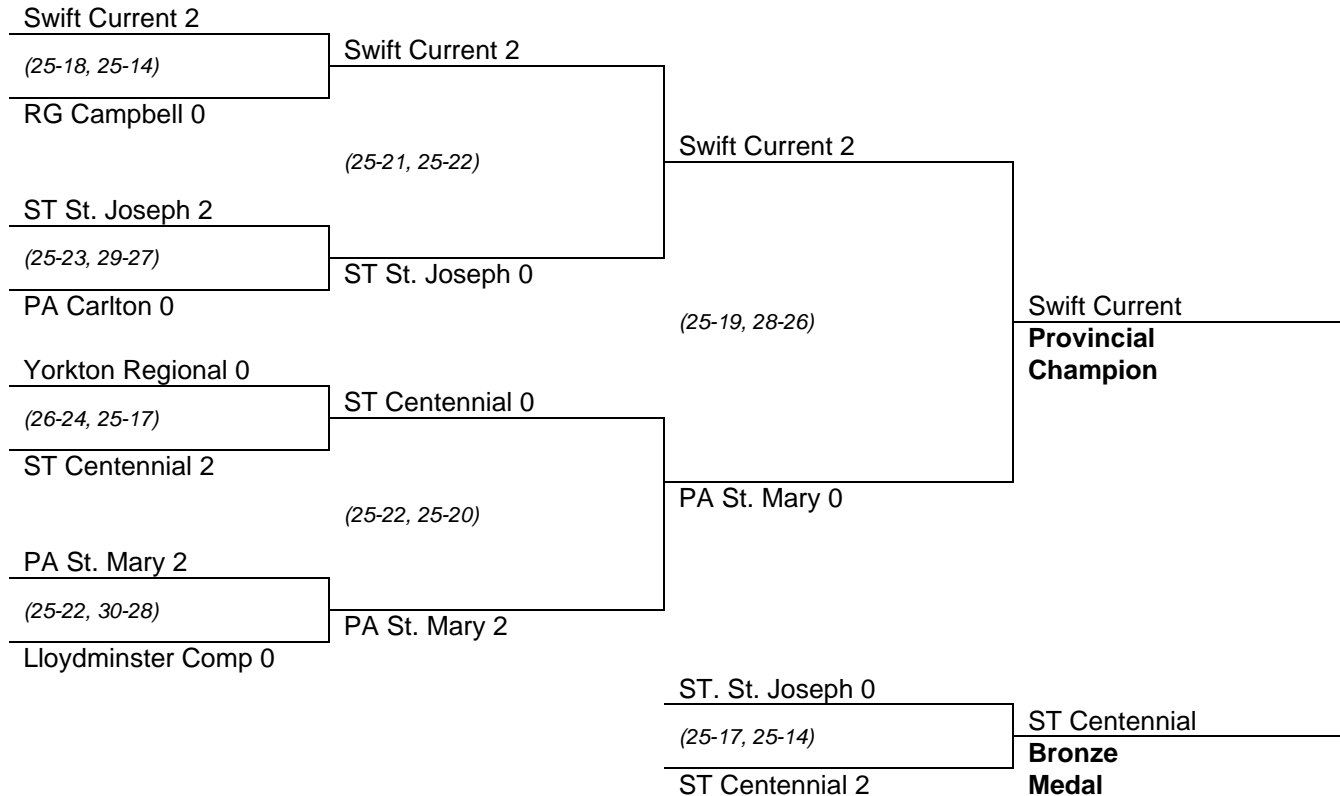 Swift Current 2
(25-18, 25-14)
RG Campbell 0
ST St. Joseph 2
(25-23, 29-27)
PA Carlton 0
Yorkton Regional 0
(26-24, 25-17)
ST Centennial 2
PA St. Mary 2
(25-22, 30-28)
Lloydminster Comp 0
Swift Current 2
(25-21, 25-22)
ST St. Joseph 0
ST Centennial 0
(25-22, 25-20)
PA St. Mary 2
Swift Current 2
(25-19, 28-26)
PA St. Mary 0
Swift Current
Provincial
Champion
ST. St. Joseph 0
(25-17, 25-14)
ST Centennial 2
ST Centennial
Bronze
Medal